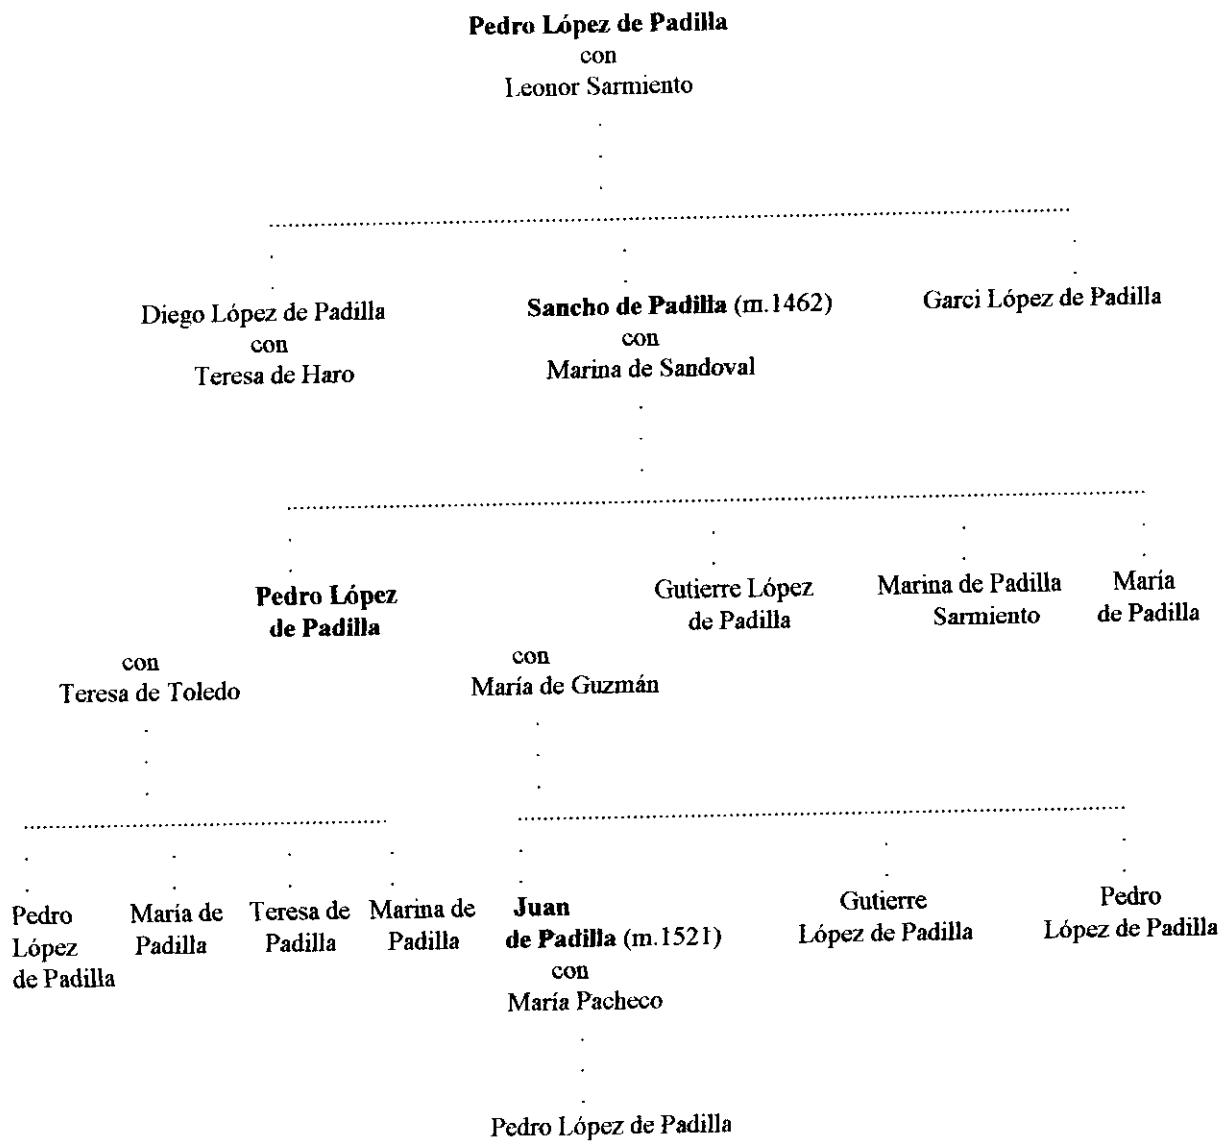 Pedro López de Padilla
con
Leonor Sarmiento
Diego López de Padilla
con
Teresa de Haro
Sancho de Padilla (m.1462)
con
Marina de Sandoval
Garci López de Padilla
Pedro López
de Padilla
Gutierre López
de Padilla
Marina de Padilla
Sarmiento
María
de Padilla
con
Teresa de Toledo
con
María de Guzmán
Pedro
López
de Padilla
María de
Padilla
Teresa de
Padilla
Marina de
Padilla
Juan
de Padilla (m.1521)
con
María Pacheco
Gutierre
López de Padilla
Pedro
López de Padilla
Pedro López de Padilla